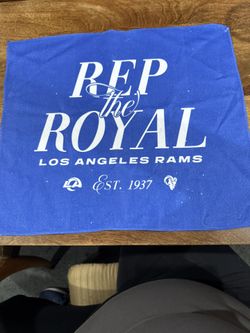 REP
the
ROYAL
LOS ANGELES RAMS
EST. 1937